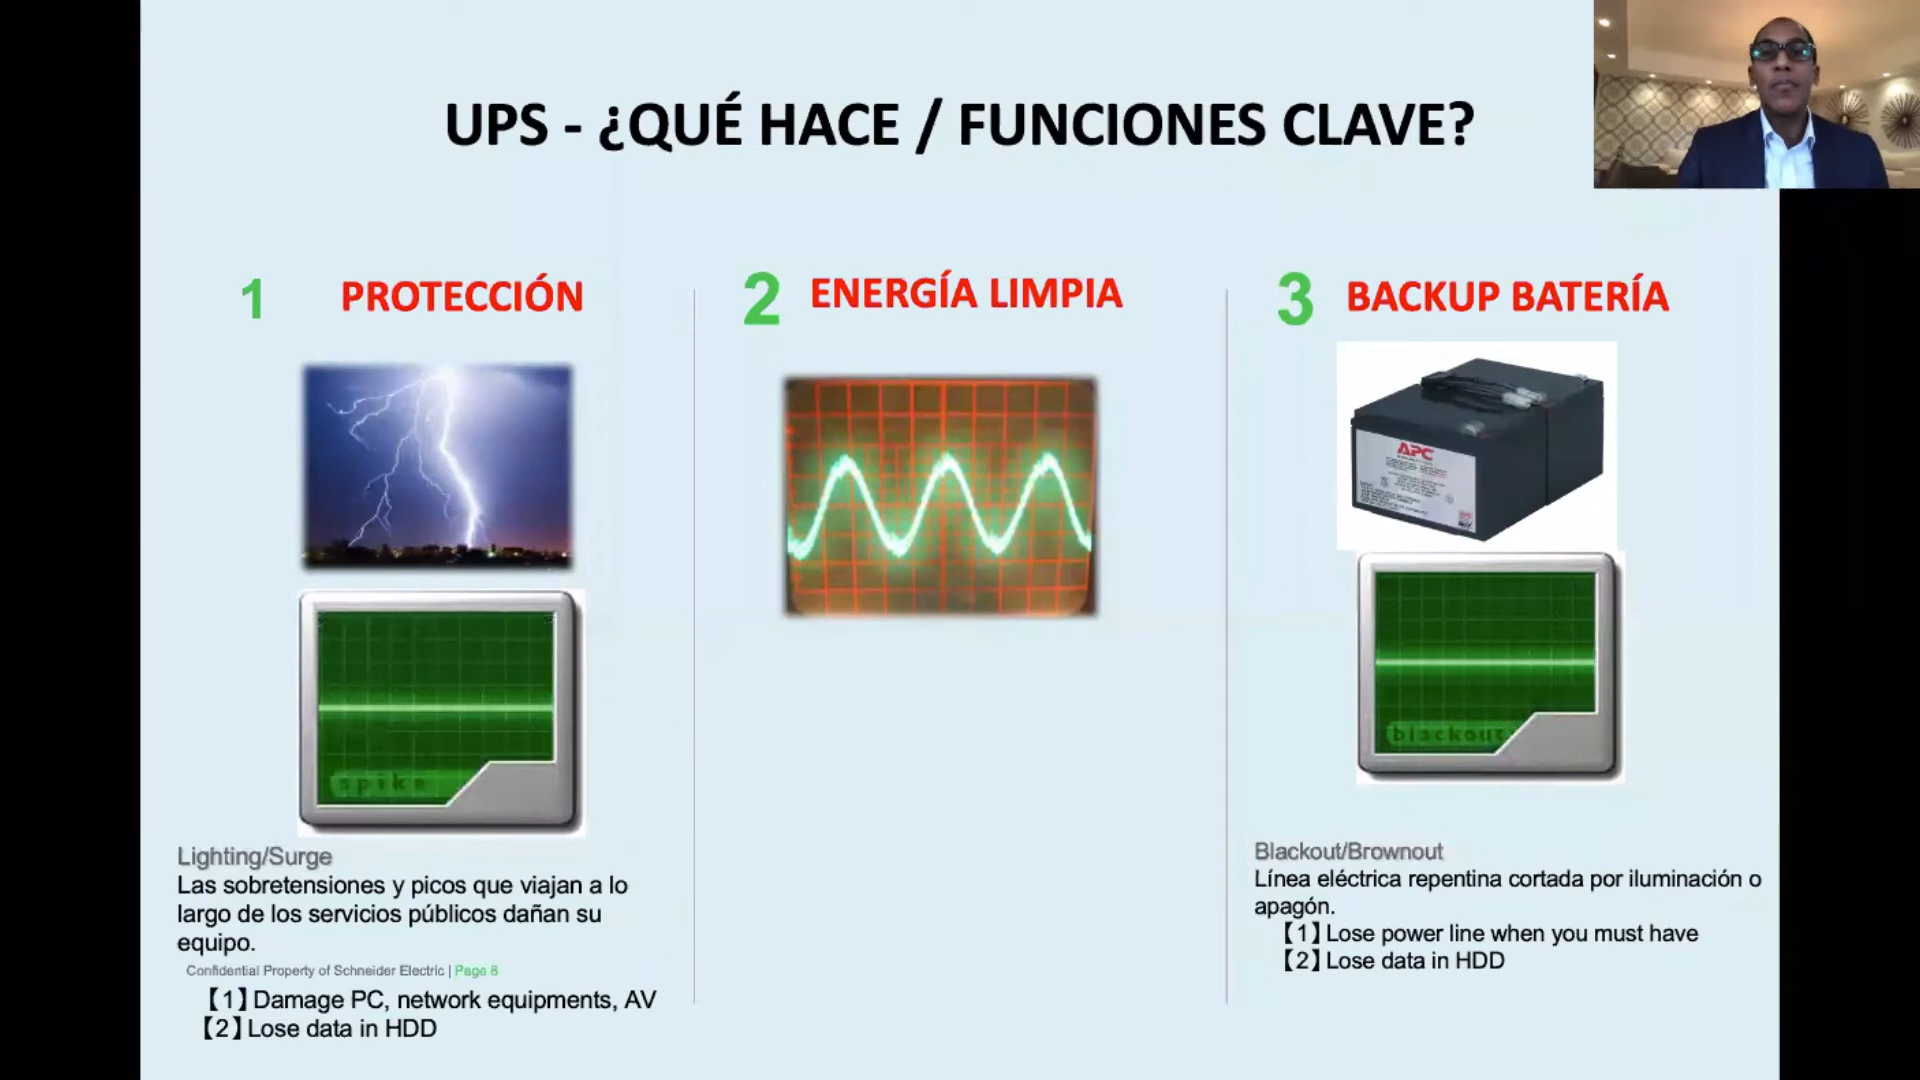 UPS - ¿QUÉ HACE / FUNCIONES CLAVE?
1 PROTECCIÓN
spike
Lighting/Surge
Las sobretensiones y picos que viajan a lo
largo de los servicios públicos dañan su
equipo.
Confidential Property of Schneider Electric | Page 8
【1】Damage PC, network equipments, AV
【2】Lose data in HDD
2 ENERGÍA LIMPIA
3 BACKUP BATERÍA
APC
blackout
Blackout/Brownout
Línea eléctrica repentina cortada por iluminación o
apagón.
【1】Lose power line when you must have
【2】Lose data in HDD